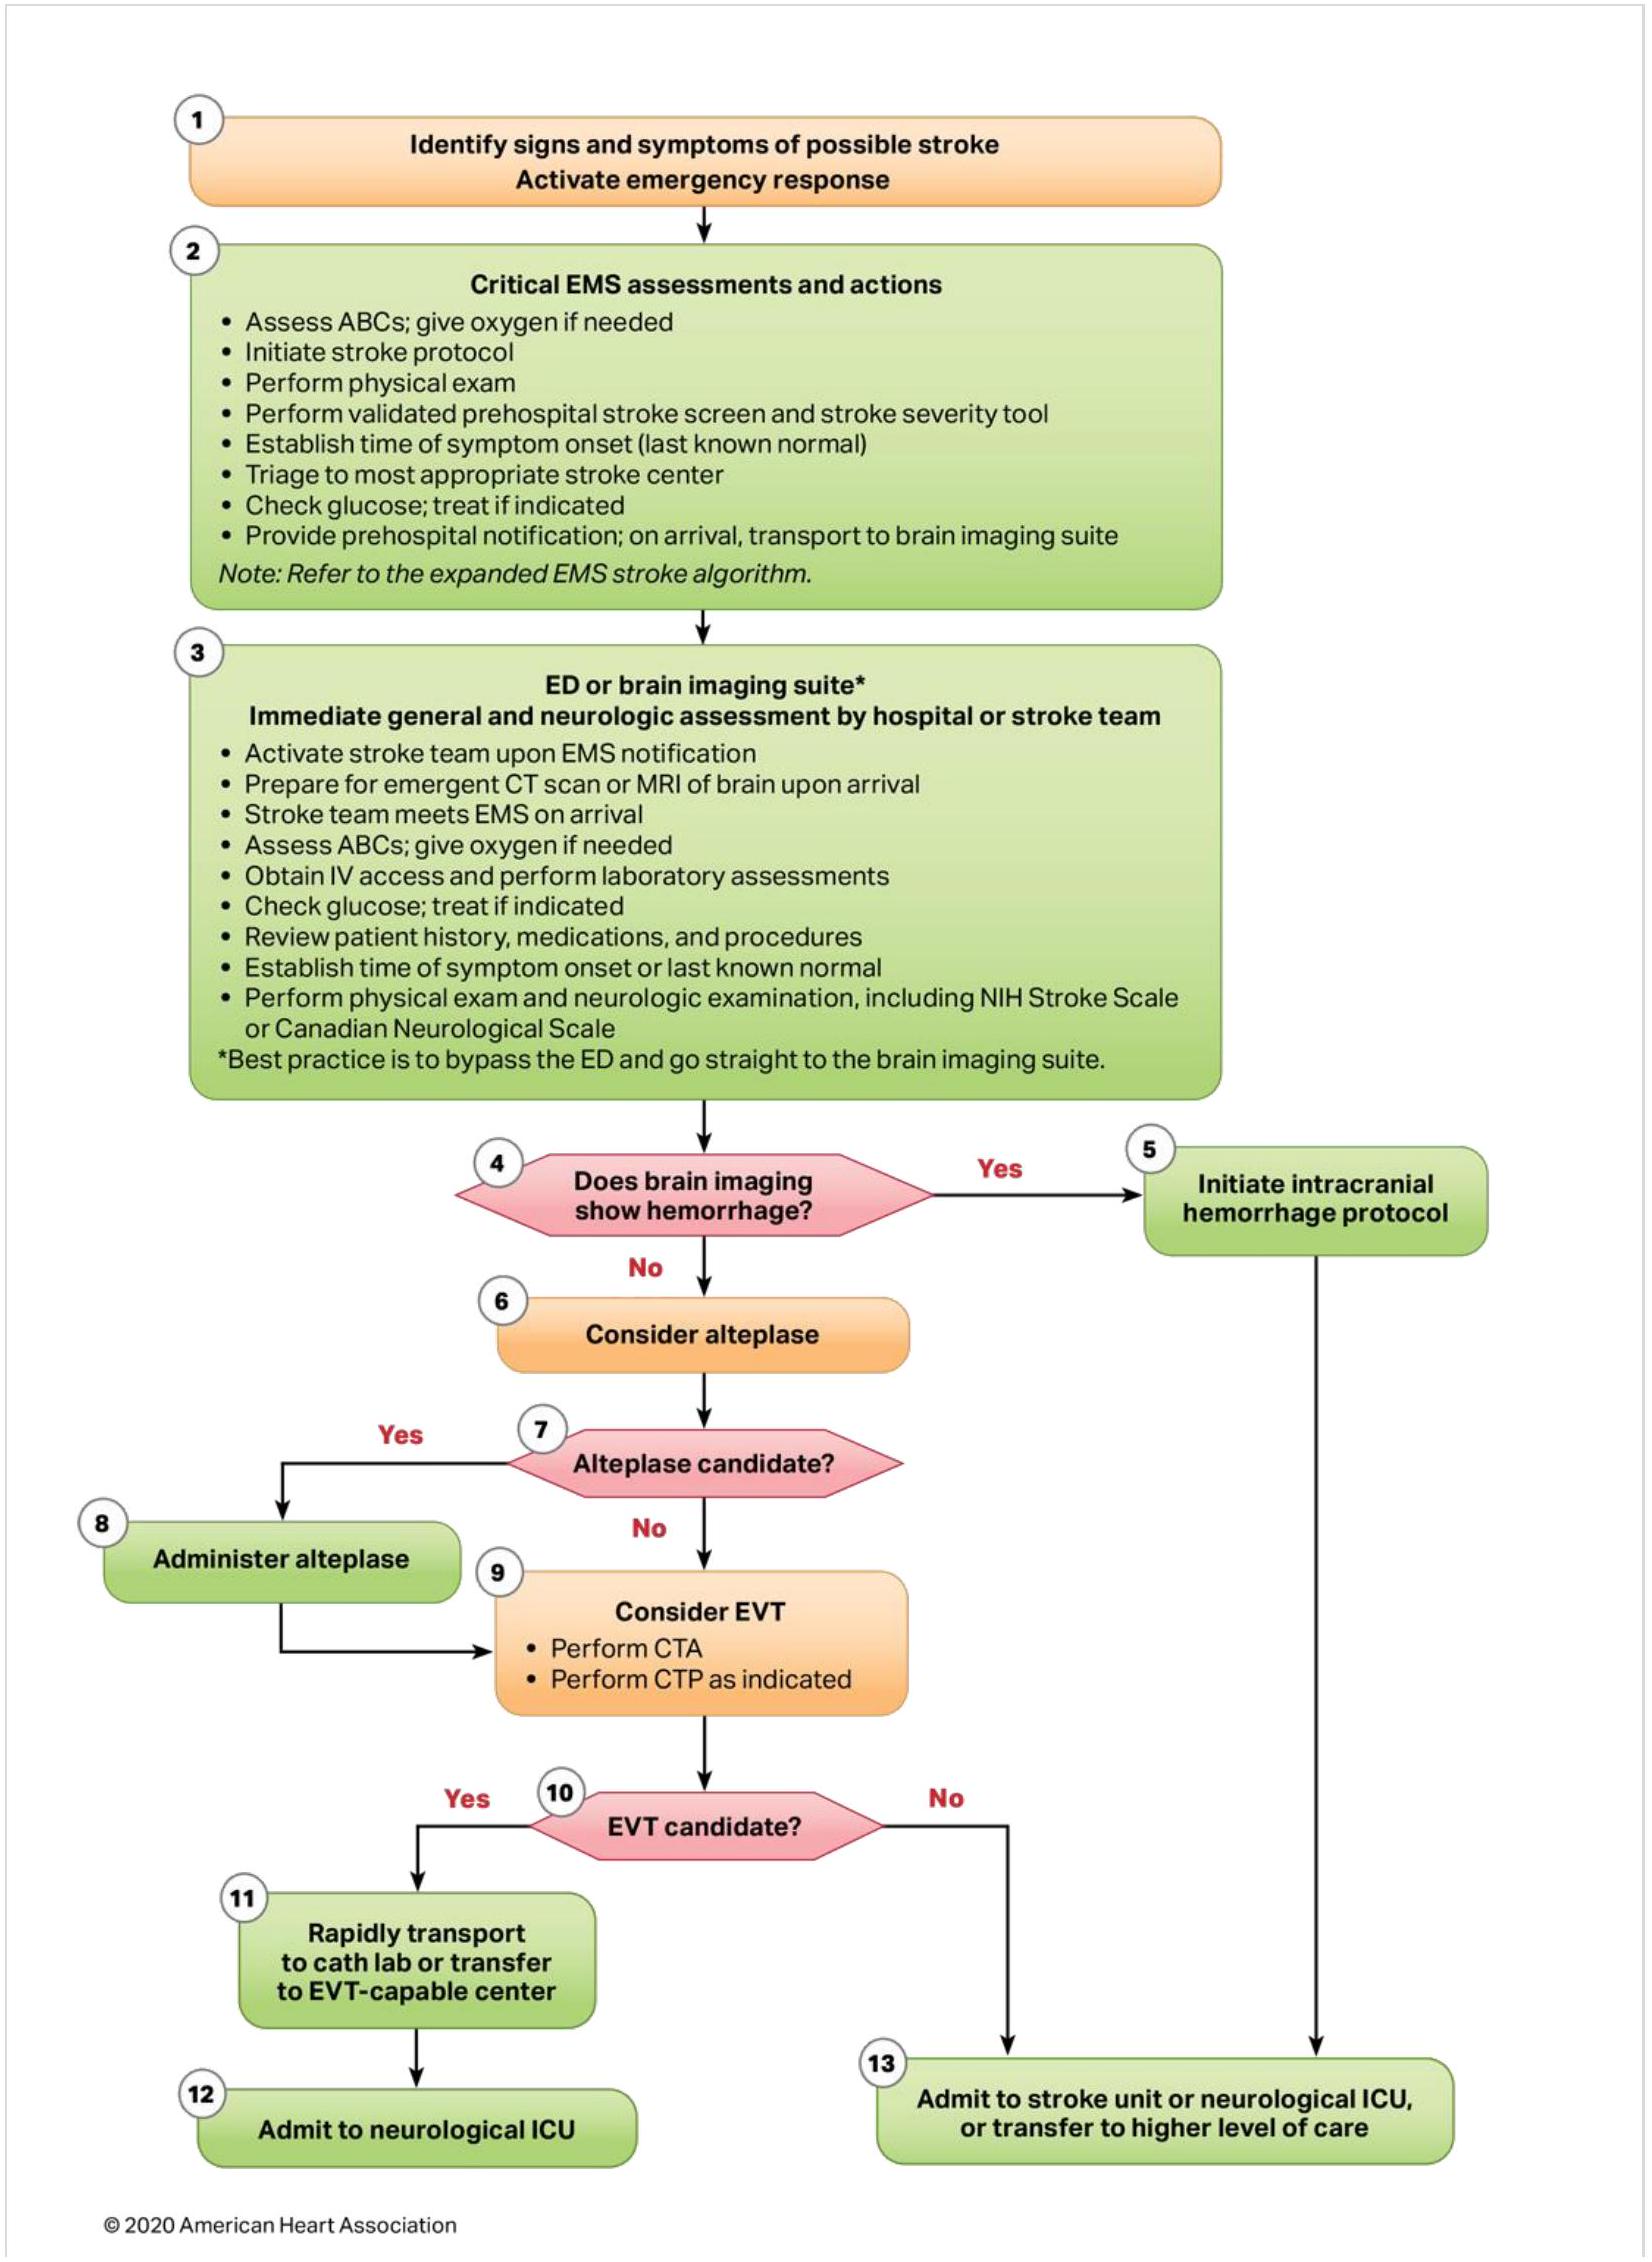 1
Identify signs and symptoms of possible stroke
Activate emergency response
2
Critical EMS assessments and actions
• Assess ABCs; give oxygen if needed
• Initiate stroke protocol
• Perform physical exam
• Perform validated prehospital stroke screen and stroke severity tool
• Establish time of symptom onset (last known normal)
• Triage to most appropriate stroke center
• Check glucose; treat if indicated
• Provide prehospital notification; on arrival, transport to brain imaging suite
Note: Refer to the expanded EMS stroke algorithm.
3
ED or brain imaging suite*
Immediate general and neurologic assessment by hospital or stroke team
• Activate stroke team upon EMS notification
• Prepare for emergent CT scan or MRI of brain upon arrival
• Stroke team meets EMS on arrival
• Assess ABCs; give oxygen if needed
• Obtain IV access and perform laboratory assessments
• Check glucose; treat if indicated
• Review patient history, medications, and procedures
• Establish time of symptom onset or last known normal
• Perform physical exam and neurologic examination, including NIH Stroke Scale
or Canadian Neurological Scale
*Best practice is to bypass the ED and go straight to the brain imaging suite.
4
Does brain imaging
show hemorrhage?
Yes
5
Initiate intracranial
hemorrhage protocol
No
6
Consider alteplase
7
Alteplase candidate?
Yes
8
Administer alteplase
No
9
Consider EVT
• Perform CTA
• Perform CTP as indicated
10
EVT candidate?
Yes
No
11
Rapidly transport
to cath lab or transfer
to EVT-capable center
12
Admit to neurological ICU
13
Admit to stroke unit or neurological ICU,
or transfer to higher level of care
© 2020 American Heart Association